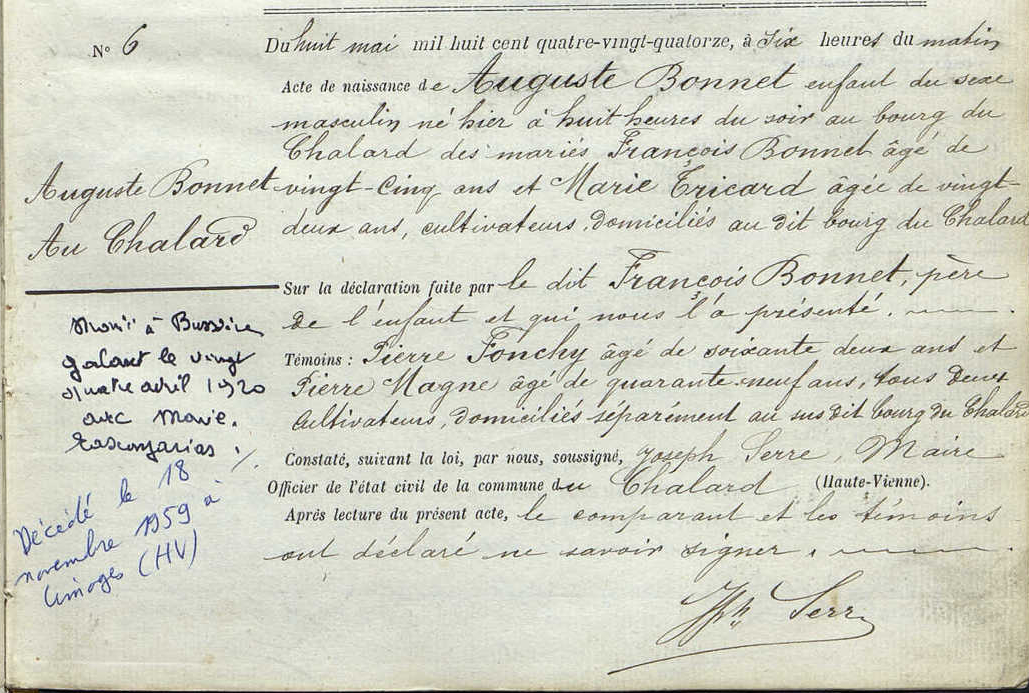 N° 6
Du huit mai mil huit cent quatre-vingt-quatorze, à six heures du matin
Acte de naissance de Auguste Bonnet enfant du sexe
masculin né hier à huit heures du soir au bourg du
Chalard des mariés François Bonnet âgé de
vingt-cinq ans et Marie Tricard âgée de vingt-
deux ans, cultivateurs, domiciliés au dit bourg du Chalard
Auguste Bonnet
Au Chalard
Sur la déclaration faite par le dit François Bonnet, père
de l'enfant et qui nous l'a présenté.
Témoins : Pierre Fonchy âgé de soixante deux ans et
Pierre Magne âgé de quarante-neuf ans, tous deux
cultivateurs, domiciliés séparément au susdit bourg du Chalard
Constaté, suivant la loi, par nous, soussigné, Joseph Serre, Maire
Officier de l'état civil de la commune du Chalard (Haute-Vienne).
Après lecture du présent acte, le comparant et les témoins
ont déclaré ne savoir signer.
Jph Serre
Marié à Bussière
galant le vingt
quatre avril 1920
avec Marie
Décédé le 18
novembre 1959 à
Limoges (HV)